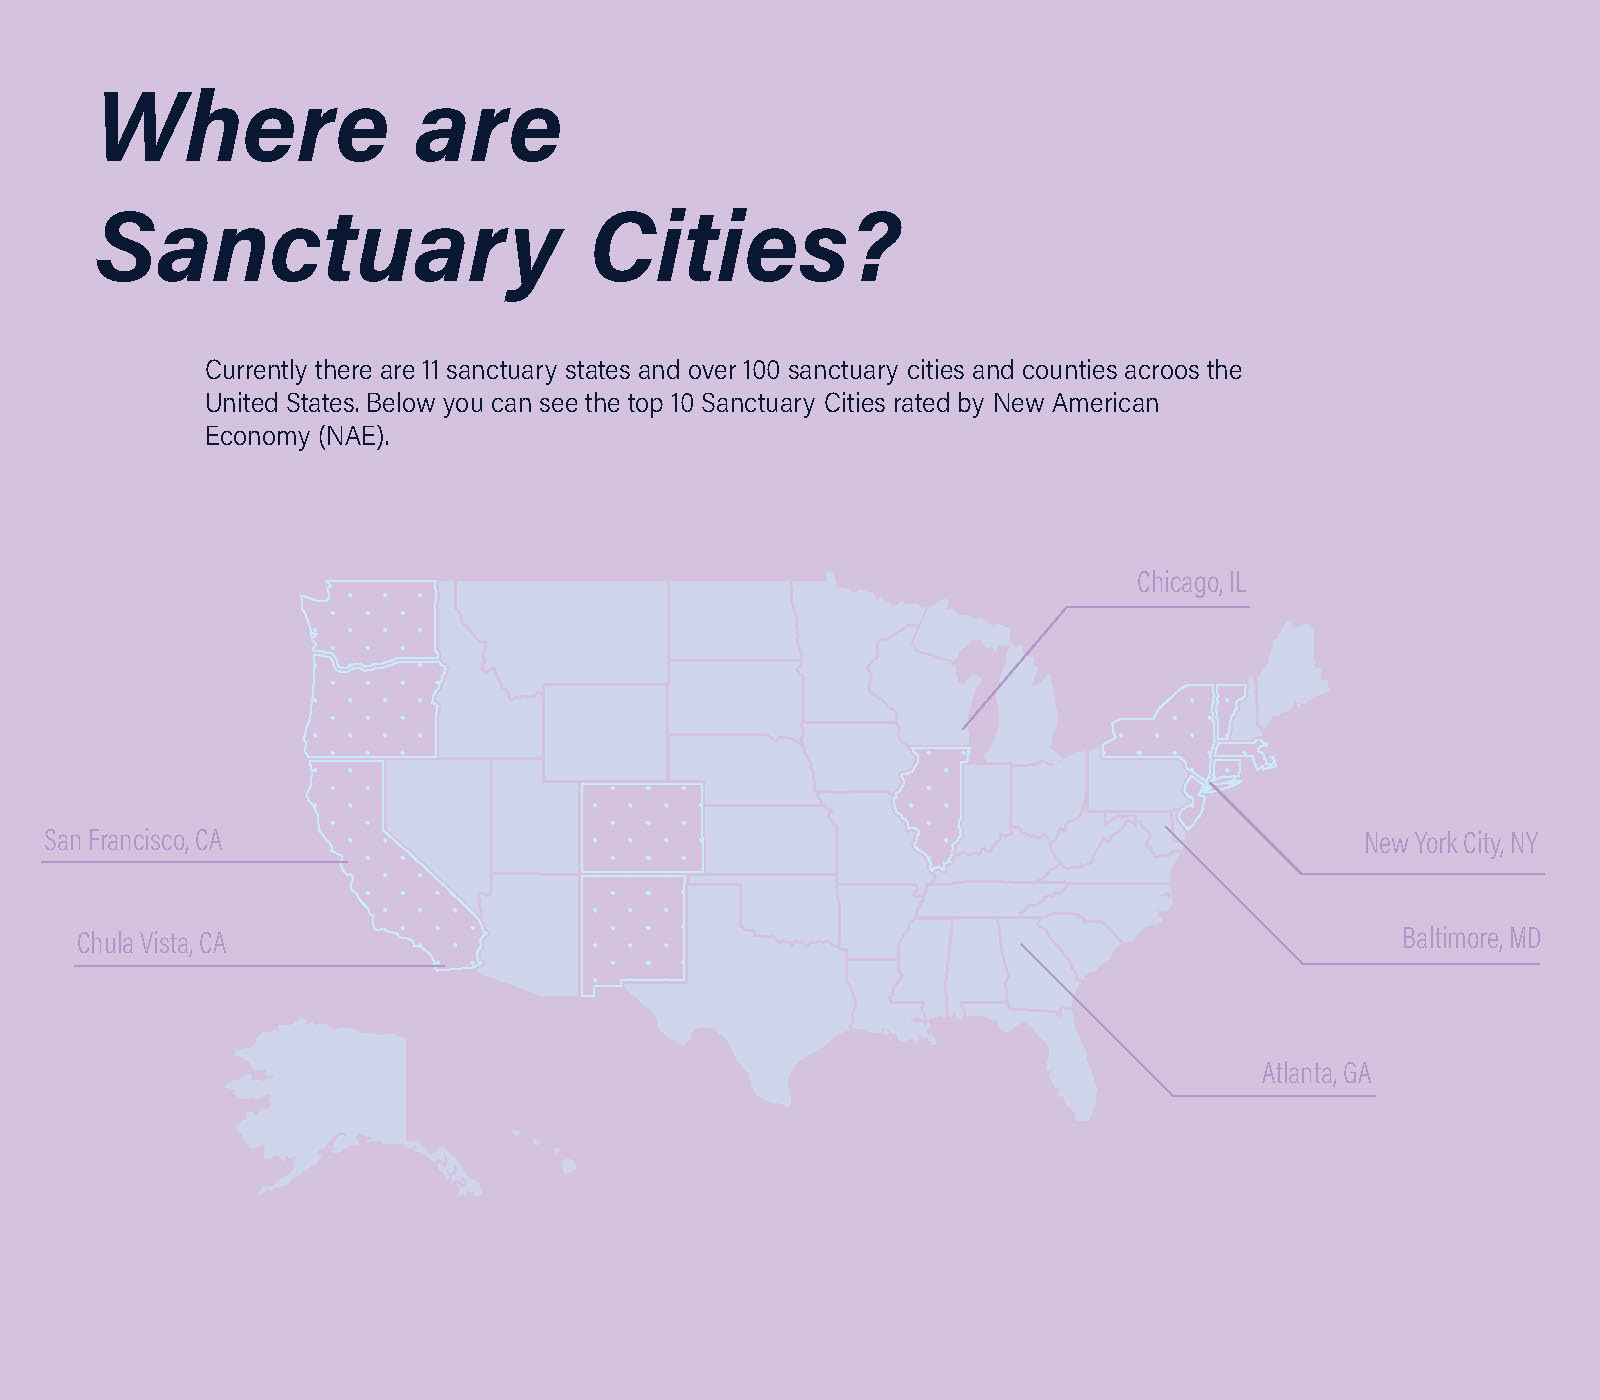 Where are
Sanctuary Cities?
Currently there are 11 sanctuary states and over 100 sanctuary cities and counties acroos the
United States. Below you can see the top 10 Sanctuary Cities rated by New American
Economy (NAE).
Chicago, IL
San Francisco, CA
New York City, NY
Chula Vista, CA
Baltimore, MD
Atlanta, GA